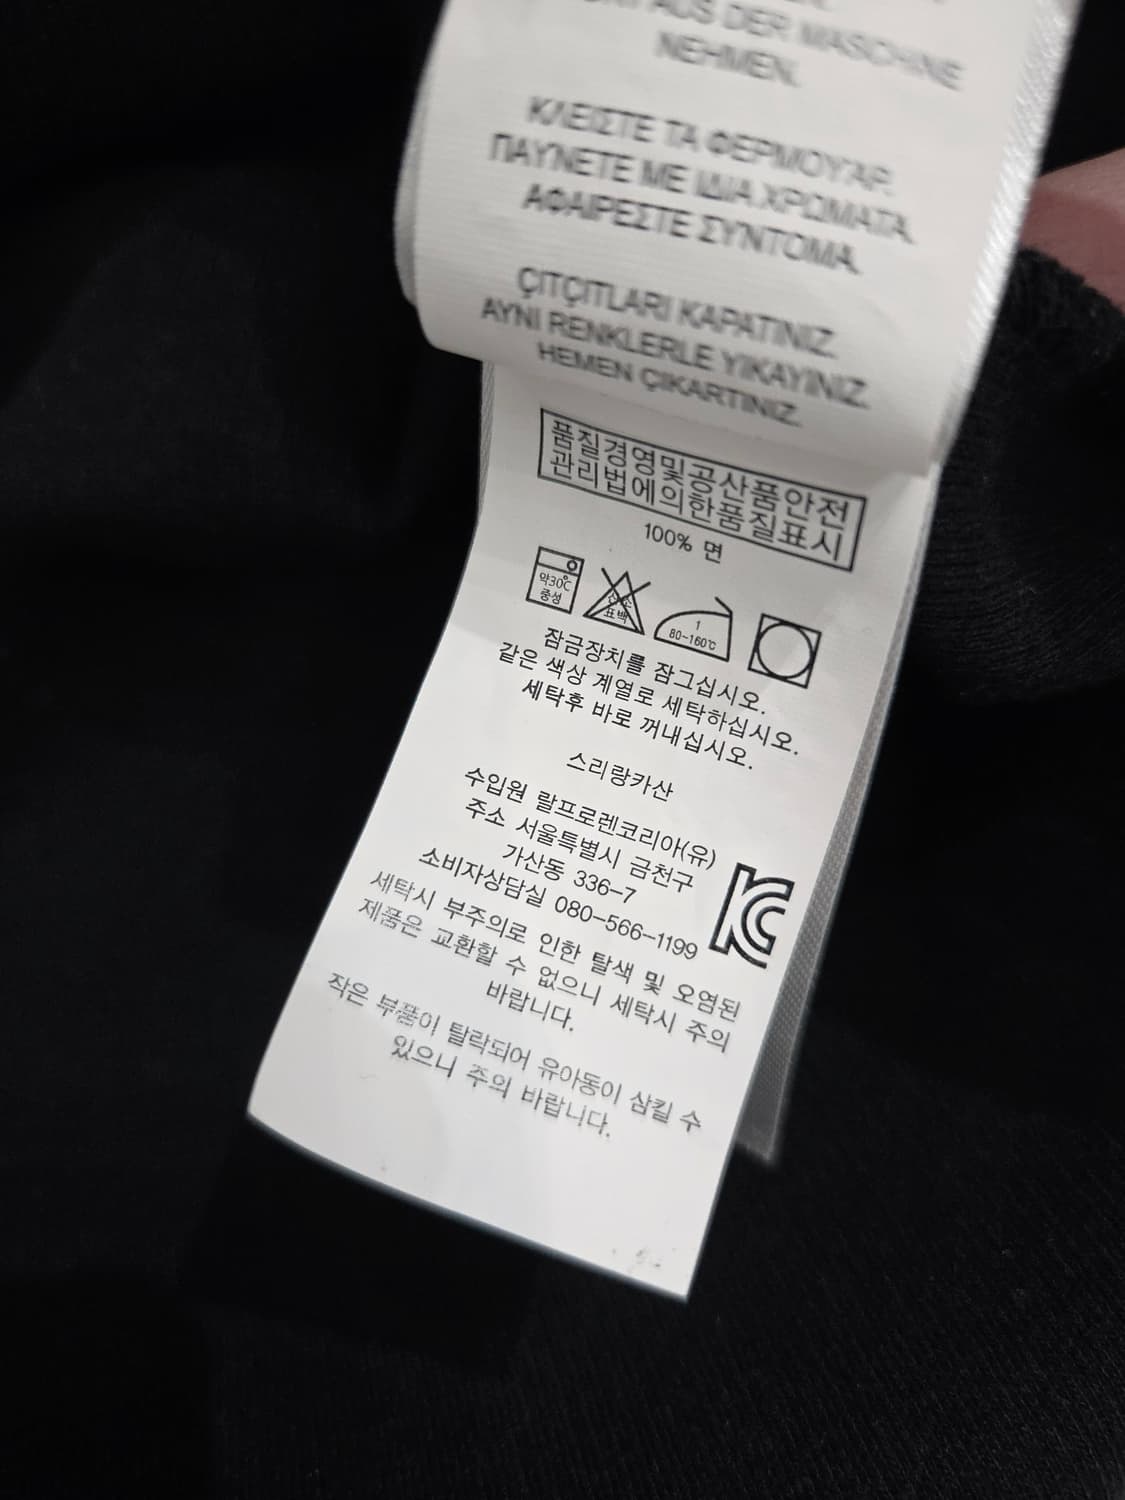 AUS DER MASCHINE
NEHMEN.
ΚΛΕΙΣΤΕ ΤΑ ΦΕΡΜΟΥΑΡ.
ΠΛΥΝΕΤΕ ΜΕ ΙΔΙΑ ΧΡΩΜΑΤΑ.
ΑΦΑΙΡΕΣΤΕ ΣΥΝΤΟΜΑ.
ÇITÇITLARI KAPATINIZ.
AYNI RENKLERLE YIKAYINIZ.
HEMEN ÇIKARTINIZ.
품질경영및공산품안전
관리법에의한품질표시
100% 면
약30℃
중성
산소
표백
1
80-160℃
잠금장치를 잠그십시오.
같은 색상 계열로 세탁하십시오.
세탁후 바로 꺼내십시오.
스리랑카산
수입원 랄프로렌코리아(유)
주소 서울특별시 금천구
가산동 336-7
소비자상담실 080-566-1199
KC
세탁시 부주의로 인한 탈색 및 오염된
제품은 교환할 수 없으니 세탁시 주의
바랍니다.
작은 부품이 탈락되어 유아동이 삼킬 수
있으니 주의 바랍니다.